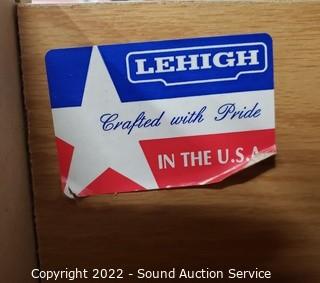 LEHIGH
Crafted with Pride
IN THE U.S.A
Copyright 2022 - Sound Auction Service